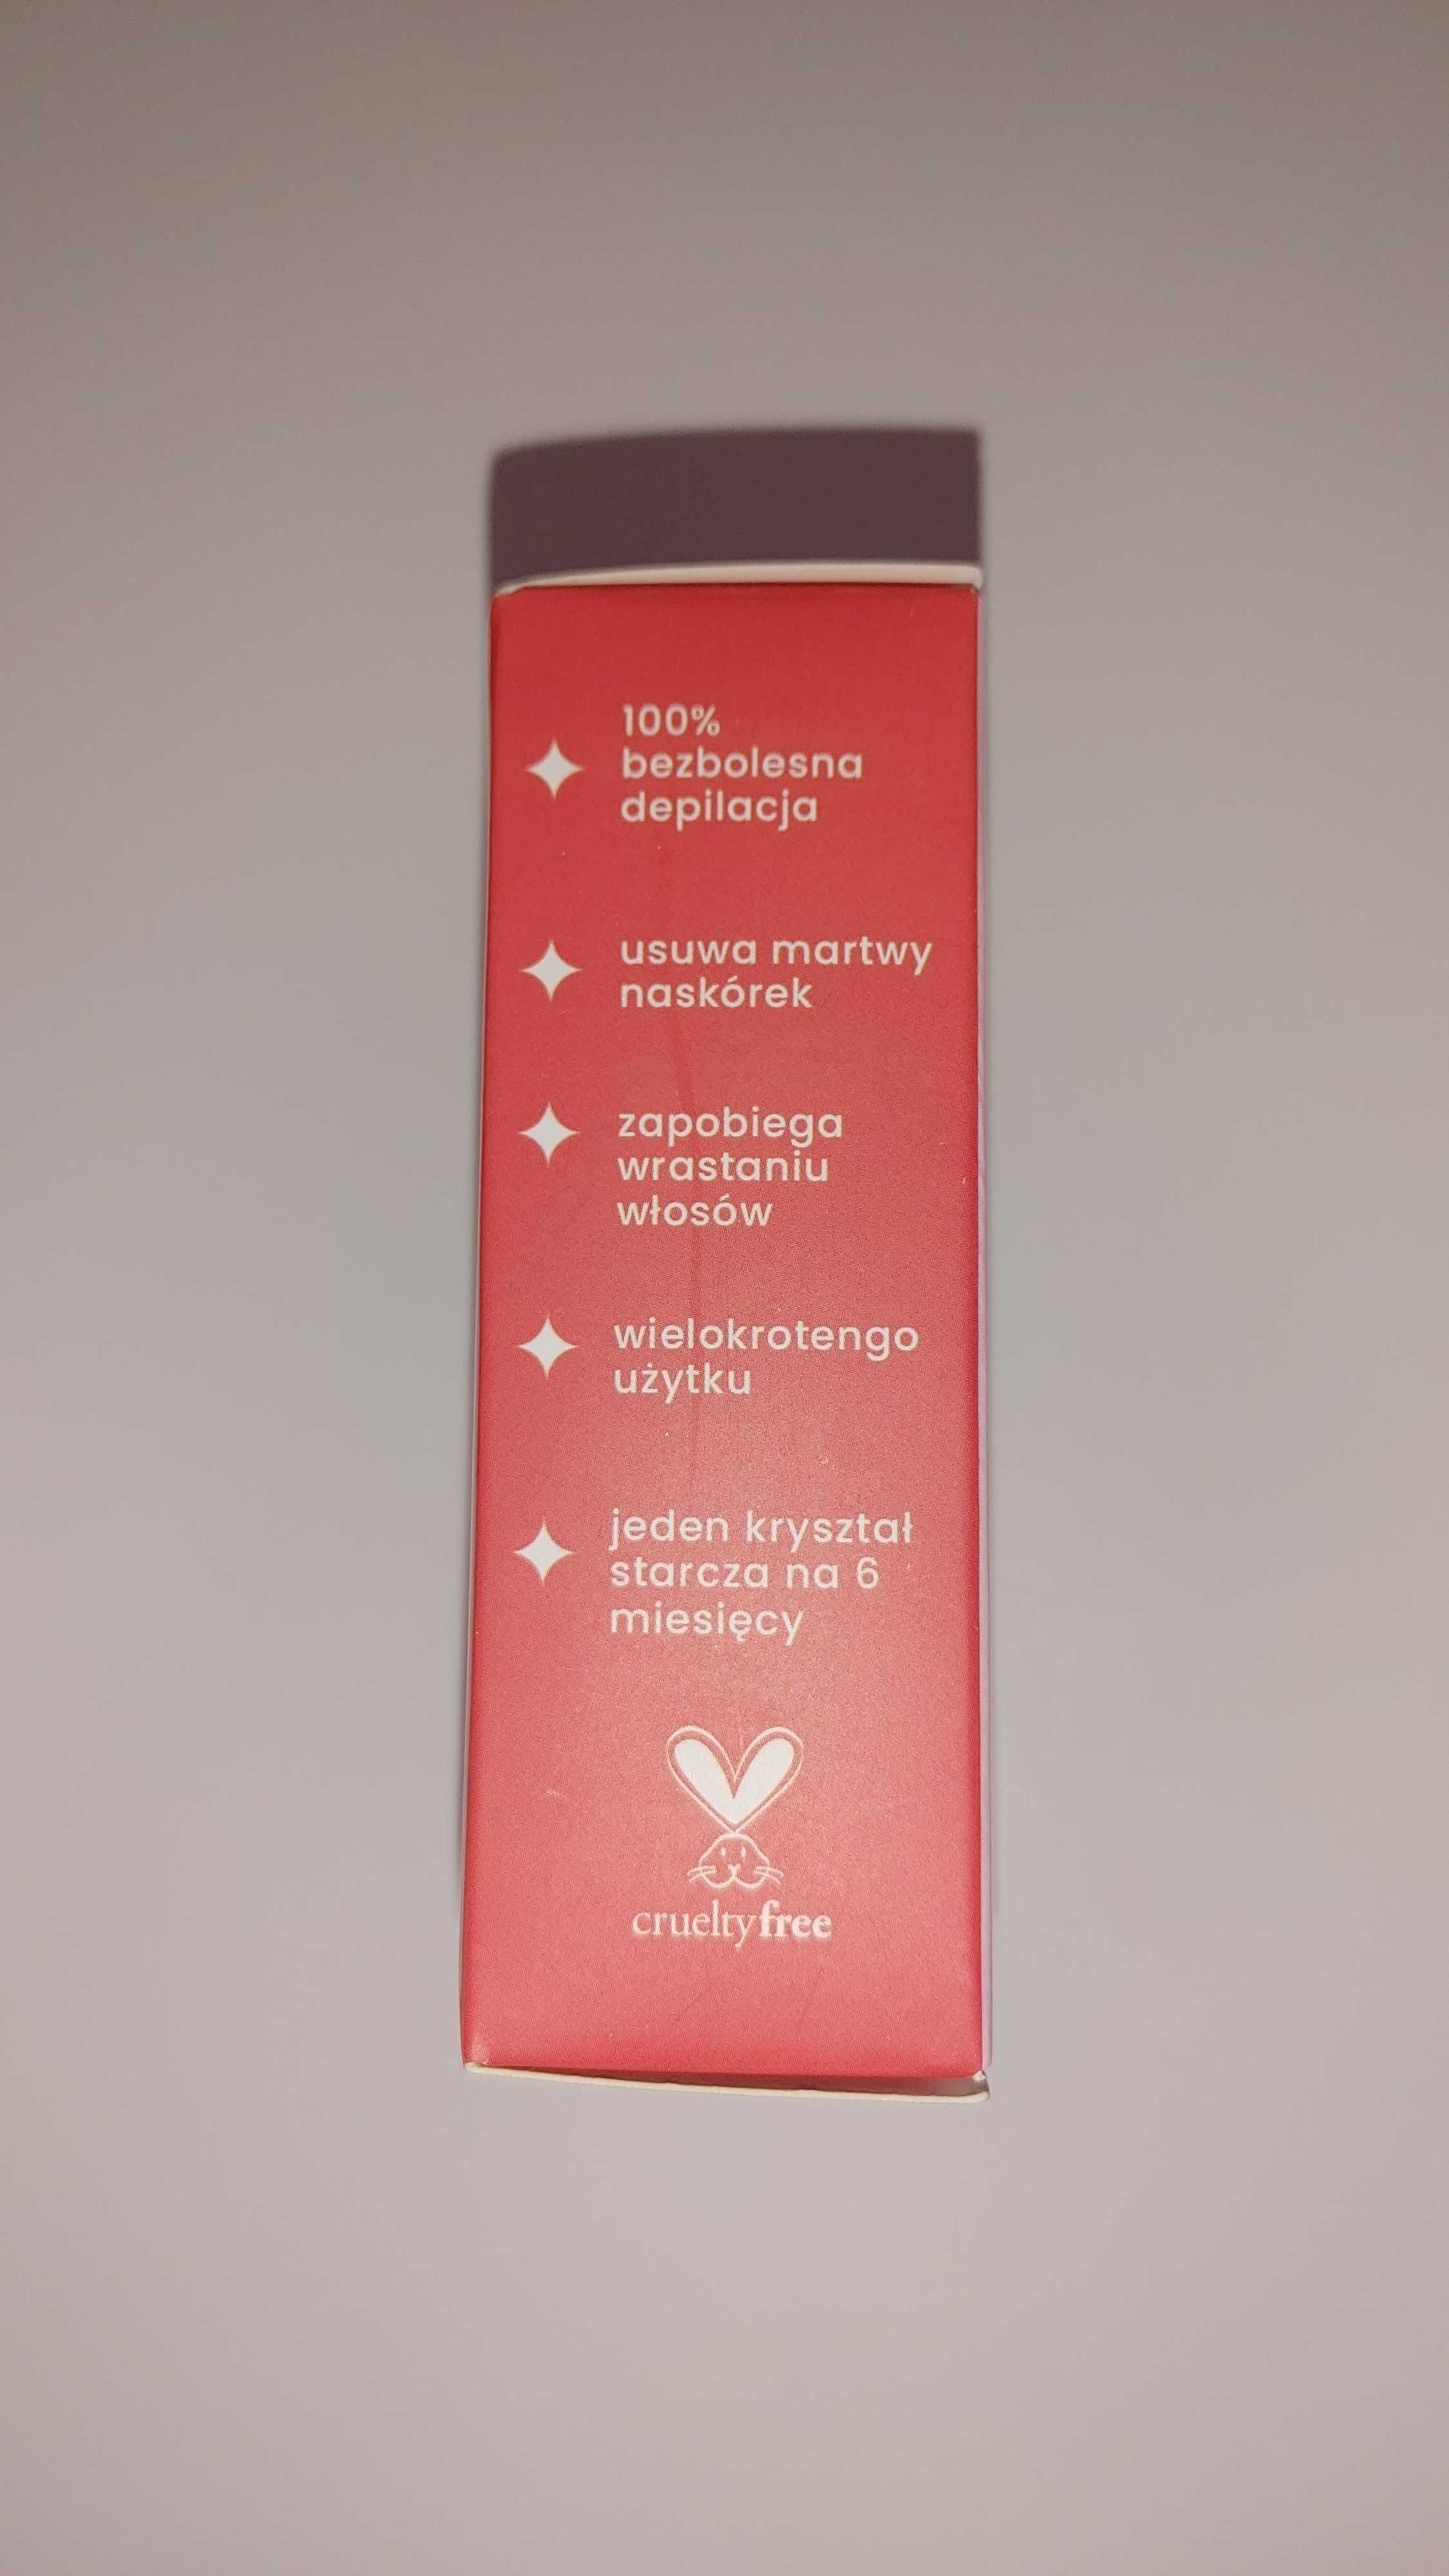 100%
bezbolesna
depilacja
usuwa martwy
naskórek
zapobiega
wrastaniu
włosów
wielokrotengo
użytku
jeden kryształ
starcza na 6
miesięcy
crueltyfree